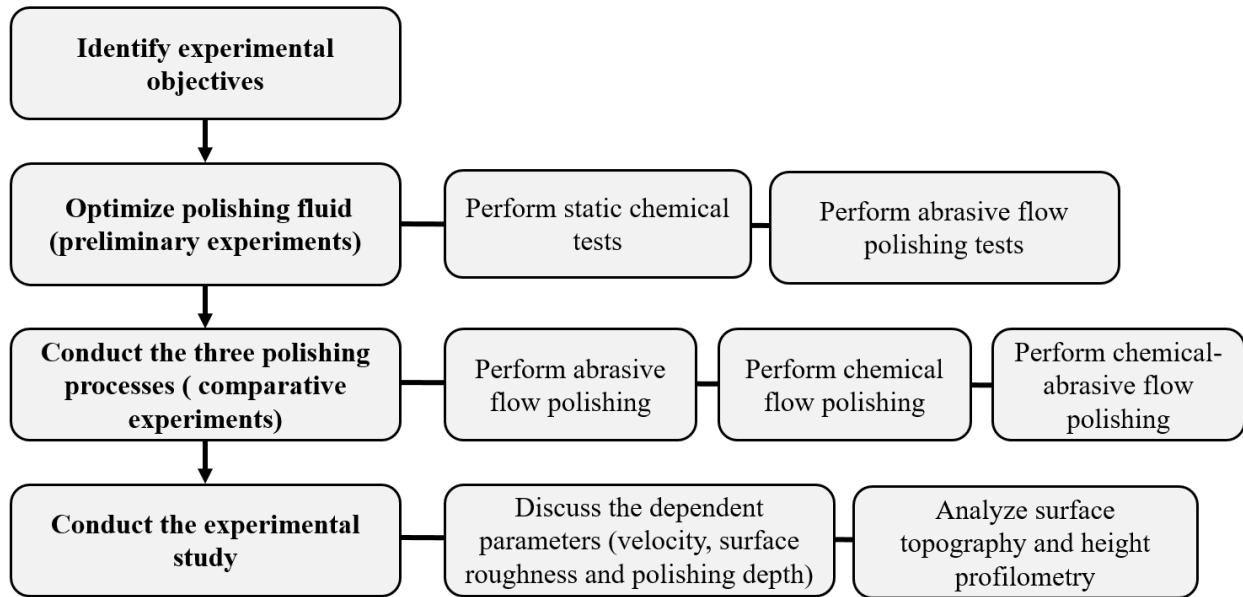 Identify experimental
objectives
Optimize polishing fluid
(preliminary experiments)
Perform static chemical
tests
Perform abrasive flow
polishing tests
Conduct the three polishing
processes ( comparative
experiments)
Perform abrasive
flow polishing
Perform chemical
flow polishing
Perform chemical-
abrasive flow
polishing
Conduct the experimental
study
Discuss the dependent
parameters (velocity, surface
roughness and polishing depth)
Analyze surface
topography and height
profilometry